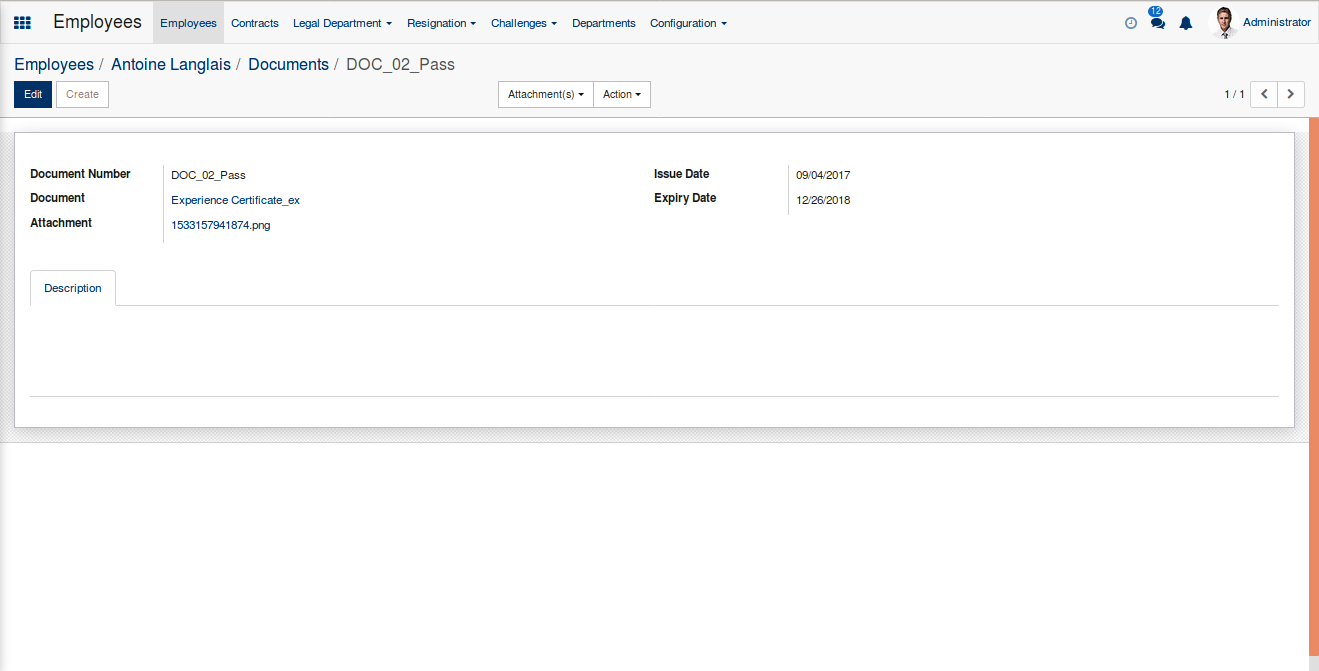 Employees Employees Contracts Legal Department Resignation Challenges Departments Configuration 12 Administrator
Employees / Antoine Langlais / Documents / DOC_02_Pass
Edit Create Attachment(s) Action 1 / 1
Document Number DOC_02_Pass Issue Date 09/04/2017
Document Experience Certificate_ex Expiry Date 12/26/2018
Attachment 1533157941874.png
Description